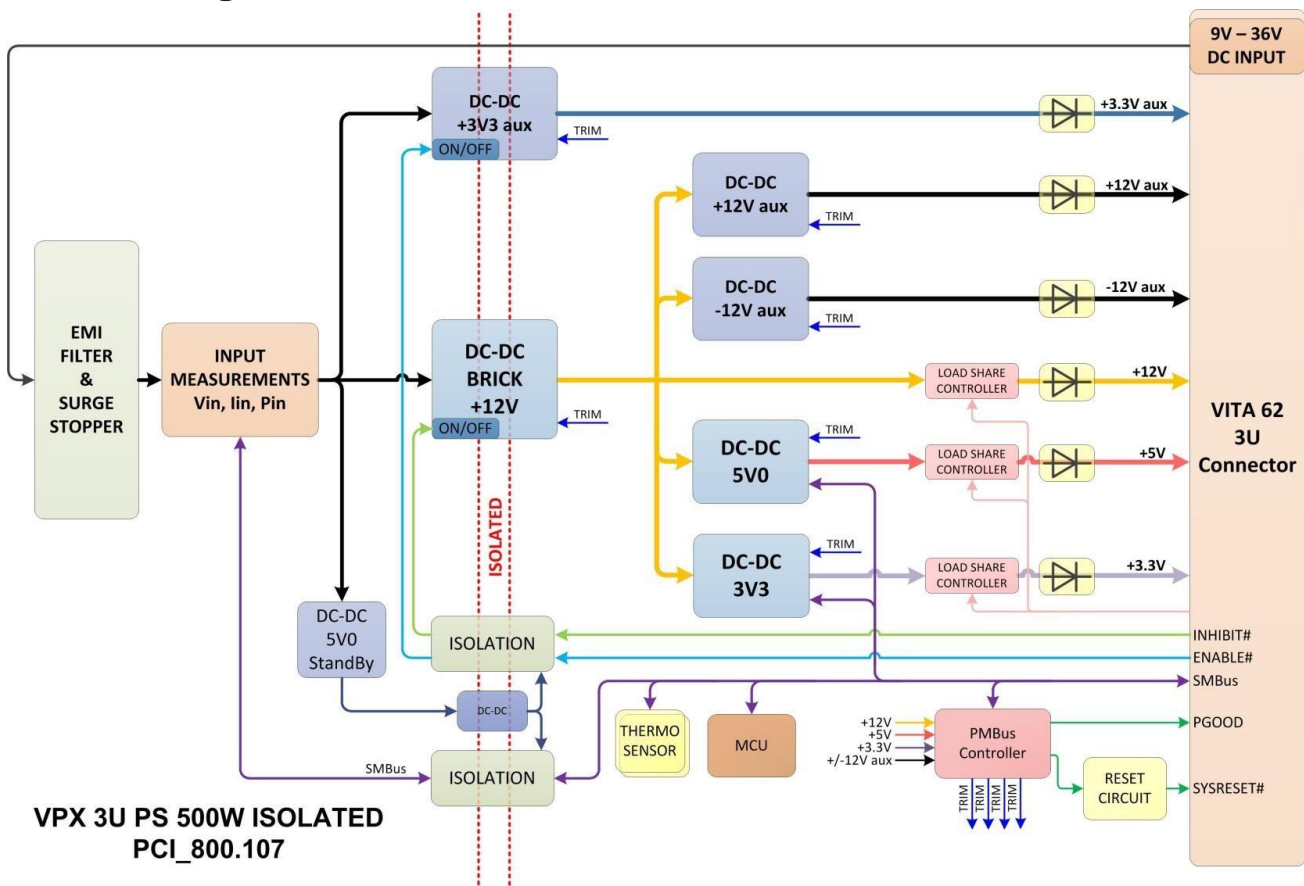 9V – 36V
DC INPUT
DC-DC
+3V3 aux
ON/OFF
TRIM
+3.3V aux
DC-DC
+12V aux
TRIM
+12V aux
DC-DC
-12V aux
TRIM
-12V aux
EMI
FILTER
&
SURGE
STOPPER
INPUT
MEASUREMENTS
Vin, Iin, Pin
DC-DC
BRICK
+12V
ON/OFF
TRIM
LOAD SHARE
CONTROLLER
+12V
VITA 62
3U
Connector
DC-DC
5V0
TRIM
LOAD SHARE
CONTROLLER
+5V
ISOLATED
DC-DC
3V3
TRIM
LOAD SHARE
CONTROLLER
+3.3V
DC-DC
5V0
StandBy
ISOLATION
INHIBIT#
ENABLE#
SMBus
DC-DC
THERMO
SENSOR
MCU
+12V
+5V
+3.3V
+/-12V aux
PMBus
Controller
PGOOD
SMBus
ISOLATION
RESET
CIRCUIT
SYSRESET#
TRIM
TRIM
TRIM
TRIM
VPX 3U PS 500W ISOLATED
PCI_800.107